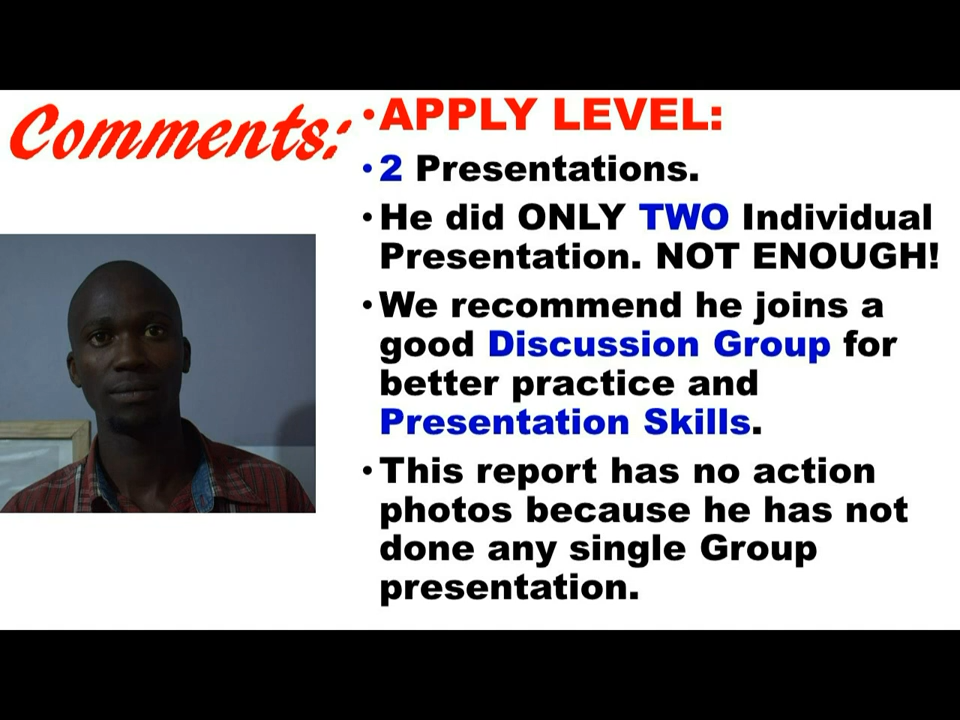 Comments:
• APPLY LEVEL:
• 2 Presentations.
• He did ONLY TWO Individual
Presentation. NOT ENOUGH!
• We recommend he joins a
good Discussion Group for
better practice and
Presentation Skills.
• This report has no action
photos because he has not
done any single Group
presentation.